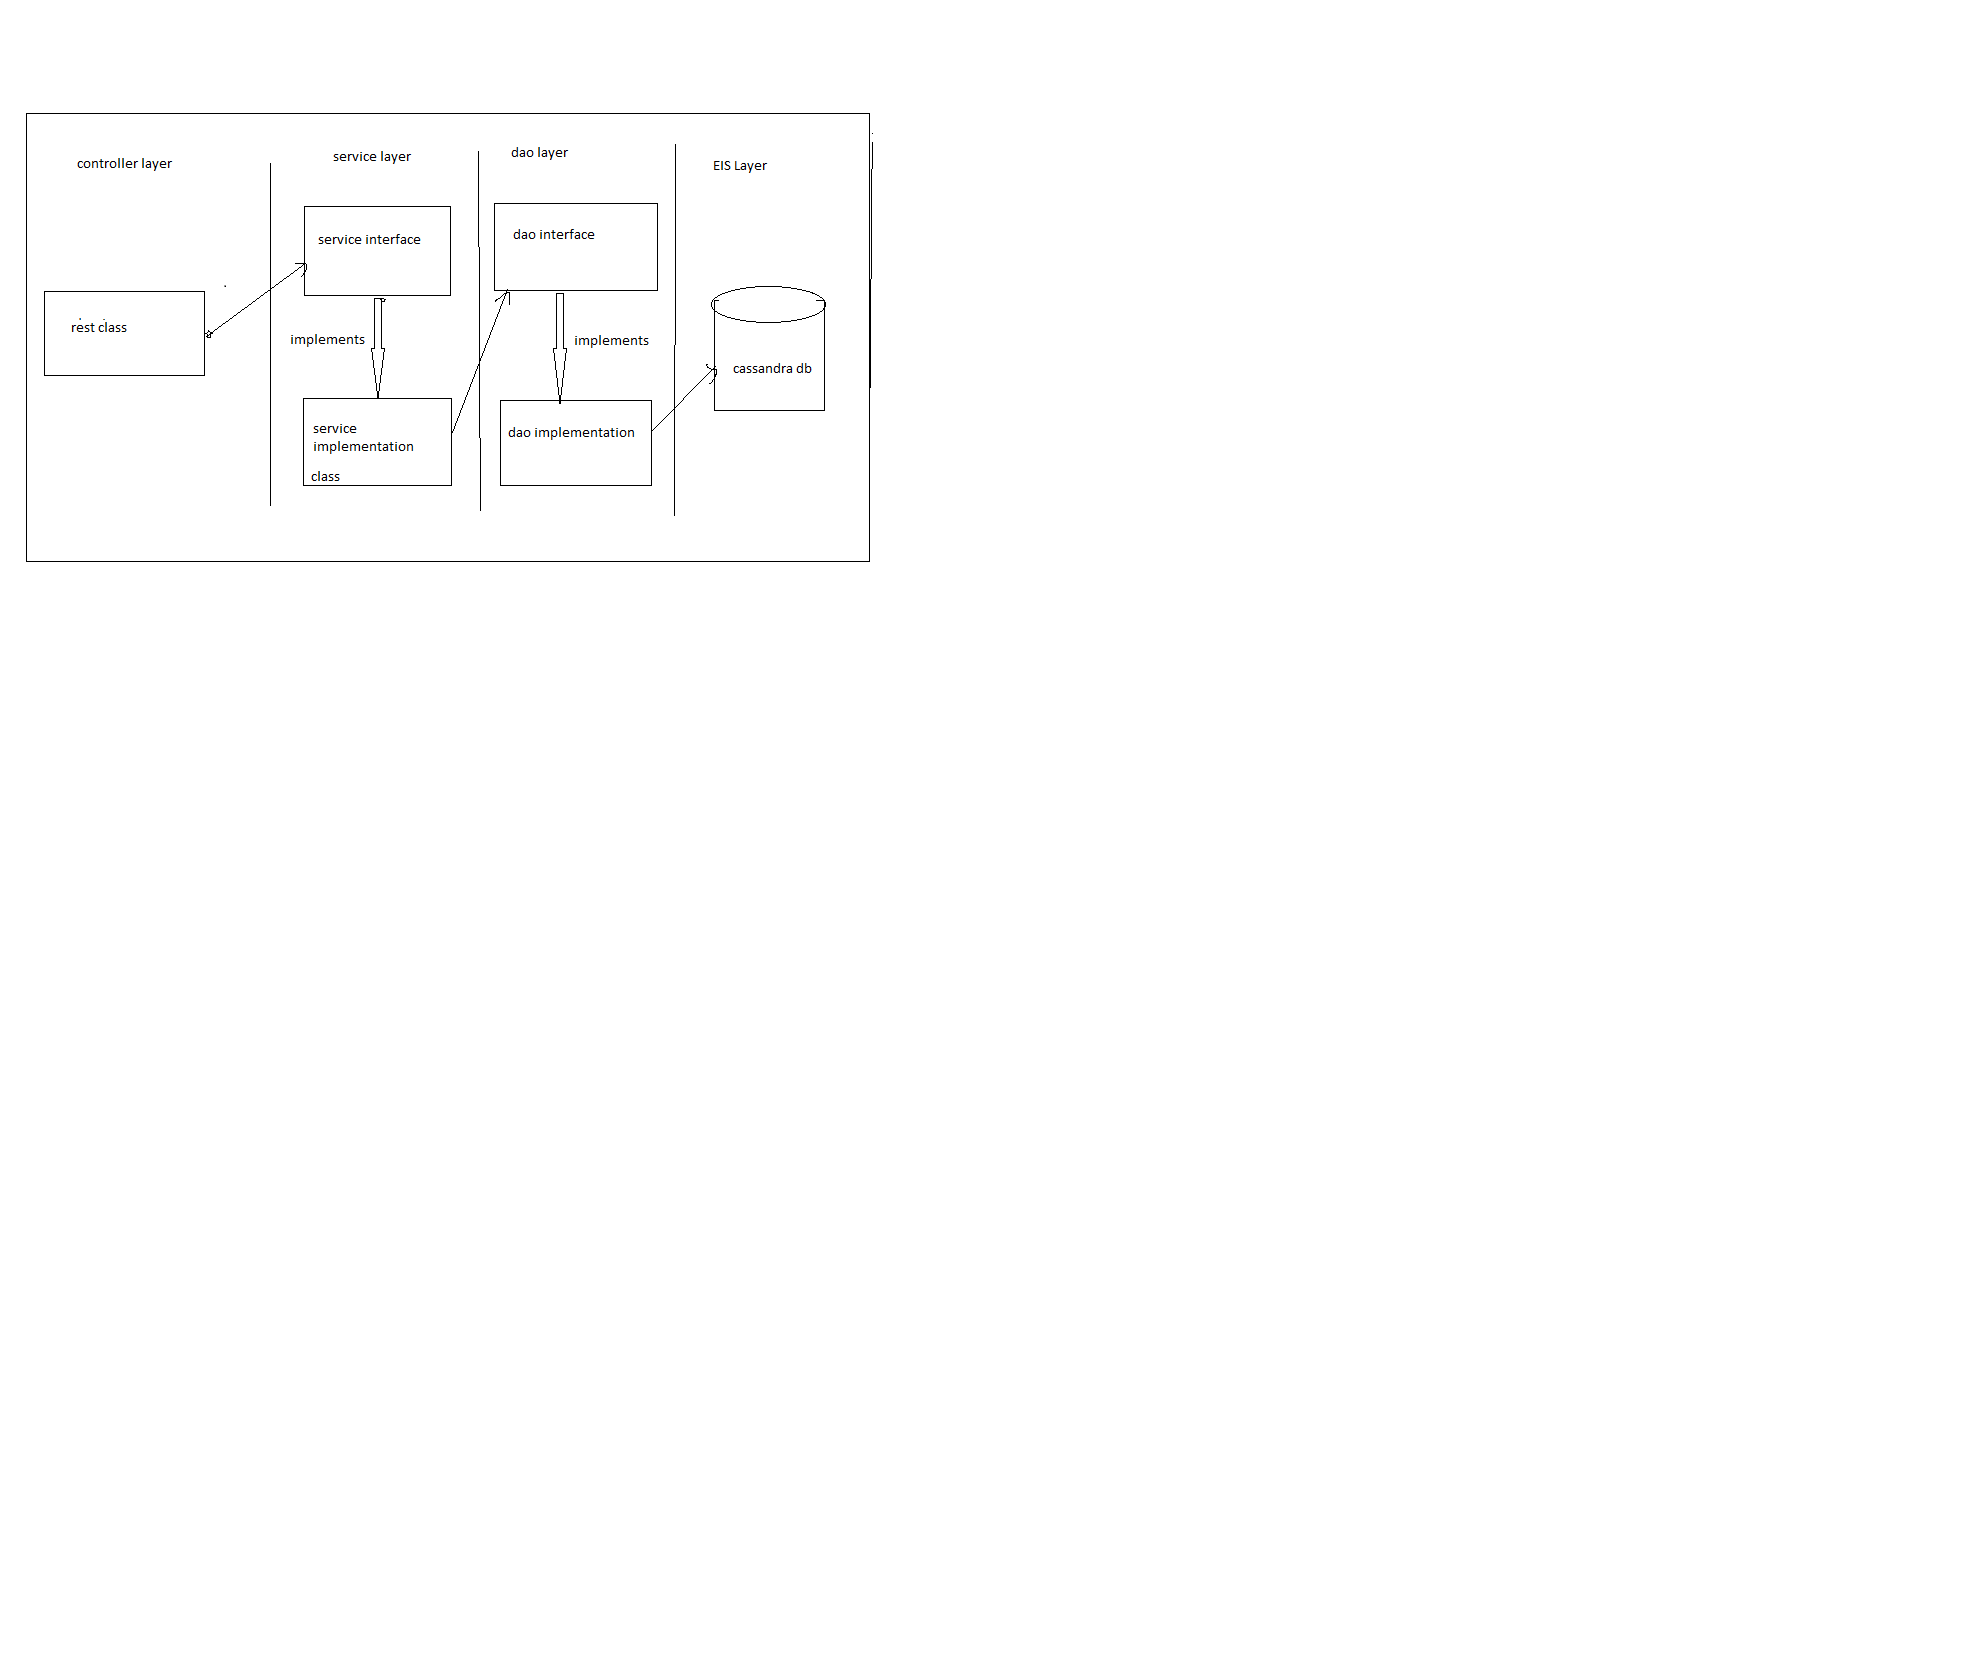 controller layer
service layer
dao layer
EIS Layer
service interface
dao interface
rest class
implements
implements
cassandra db
service
implementation
class
dao implementation